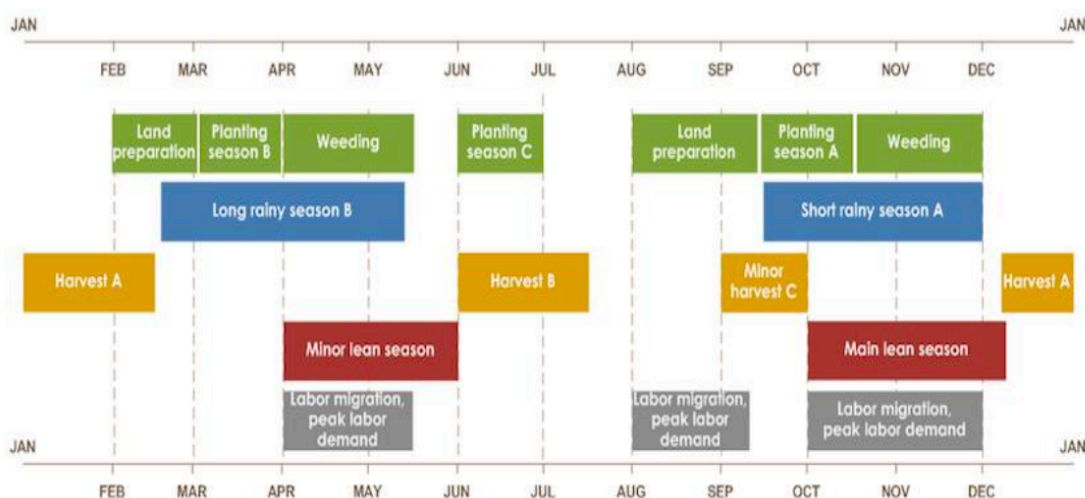 JAN JAN
FEB MAR APR MAY JUN JUL AUG SEP OCT NOV DEC
Land
preparation
Planting
season B
Weeding
Planting
season C
Land
preparation
Planting
season A
Weeding
Long rainy season B
Short rainy season A
Harvest A
Harvest B
Minor
harvest C
Harvest A
Minor lean season
Main lean season
Labor migration,
peak labor
demand
Labor migration,
peak labor
demand
Labor migration,
peak labor demand
JAN JAN
FEB MAR APR MAY JUN JUL AUG SEP OCT NOV DEC